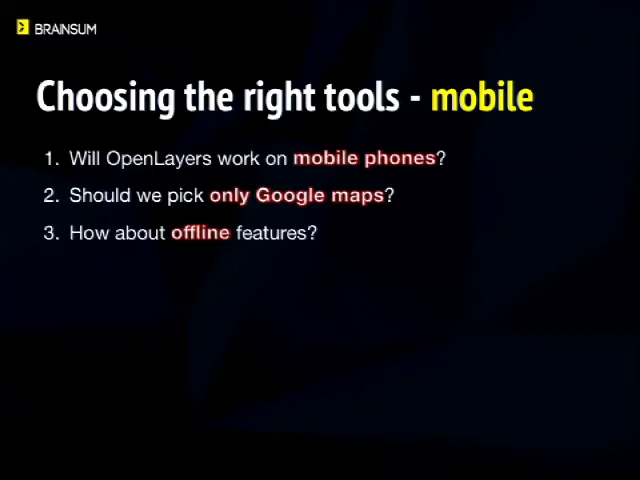 BRAINSUM
Choosing the right tools - mobile
1. Will OpenLayers work on mobile phones?
2. Should we pick only Google maps?
3. How about offline features?